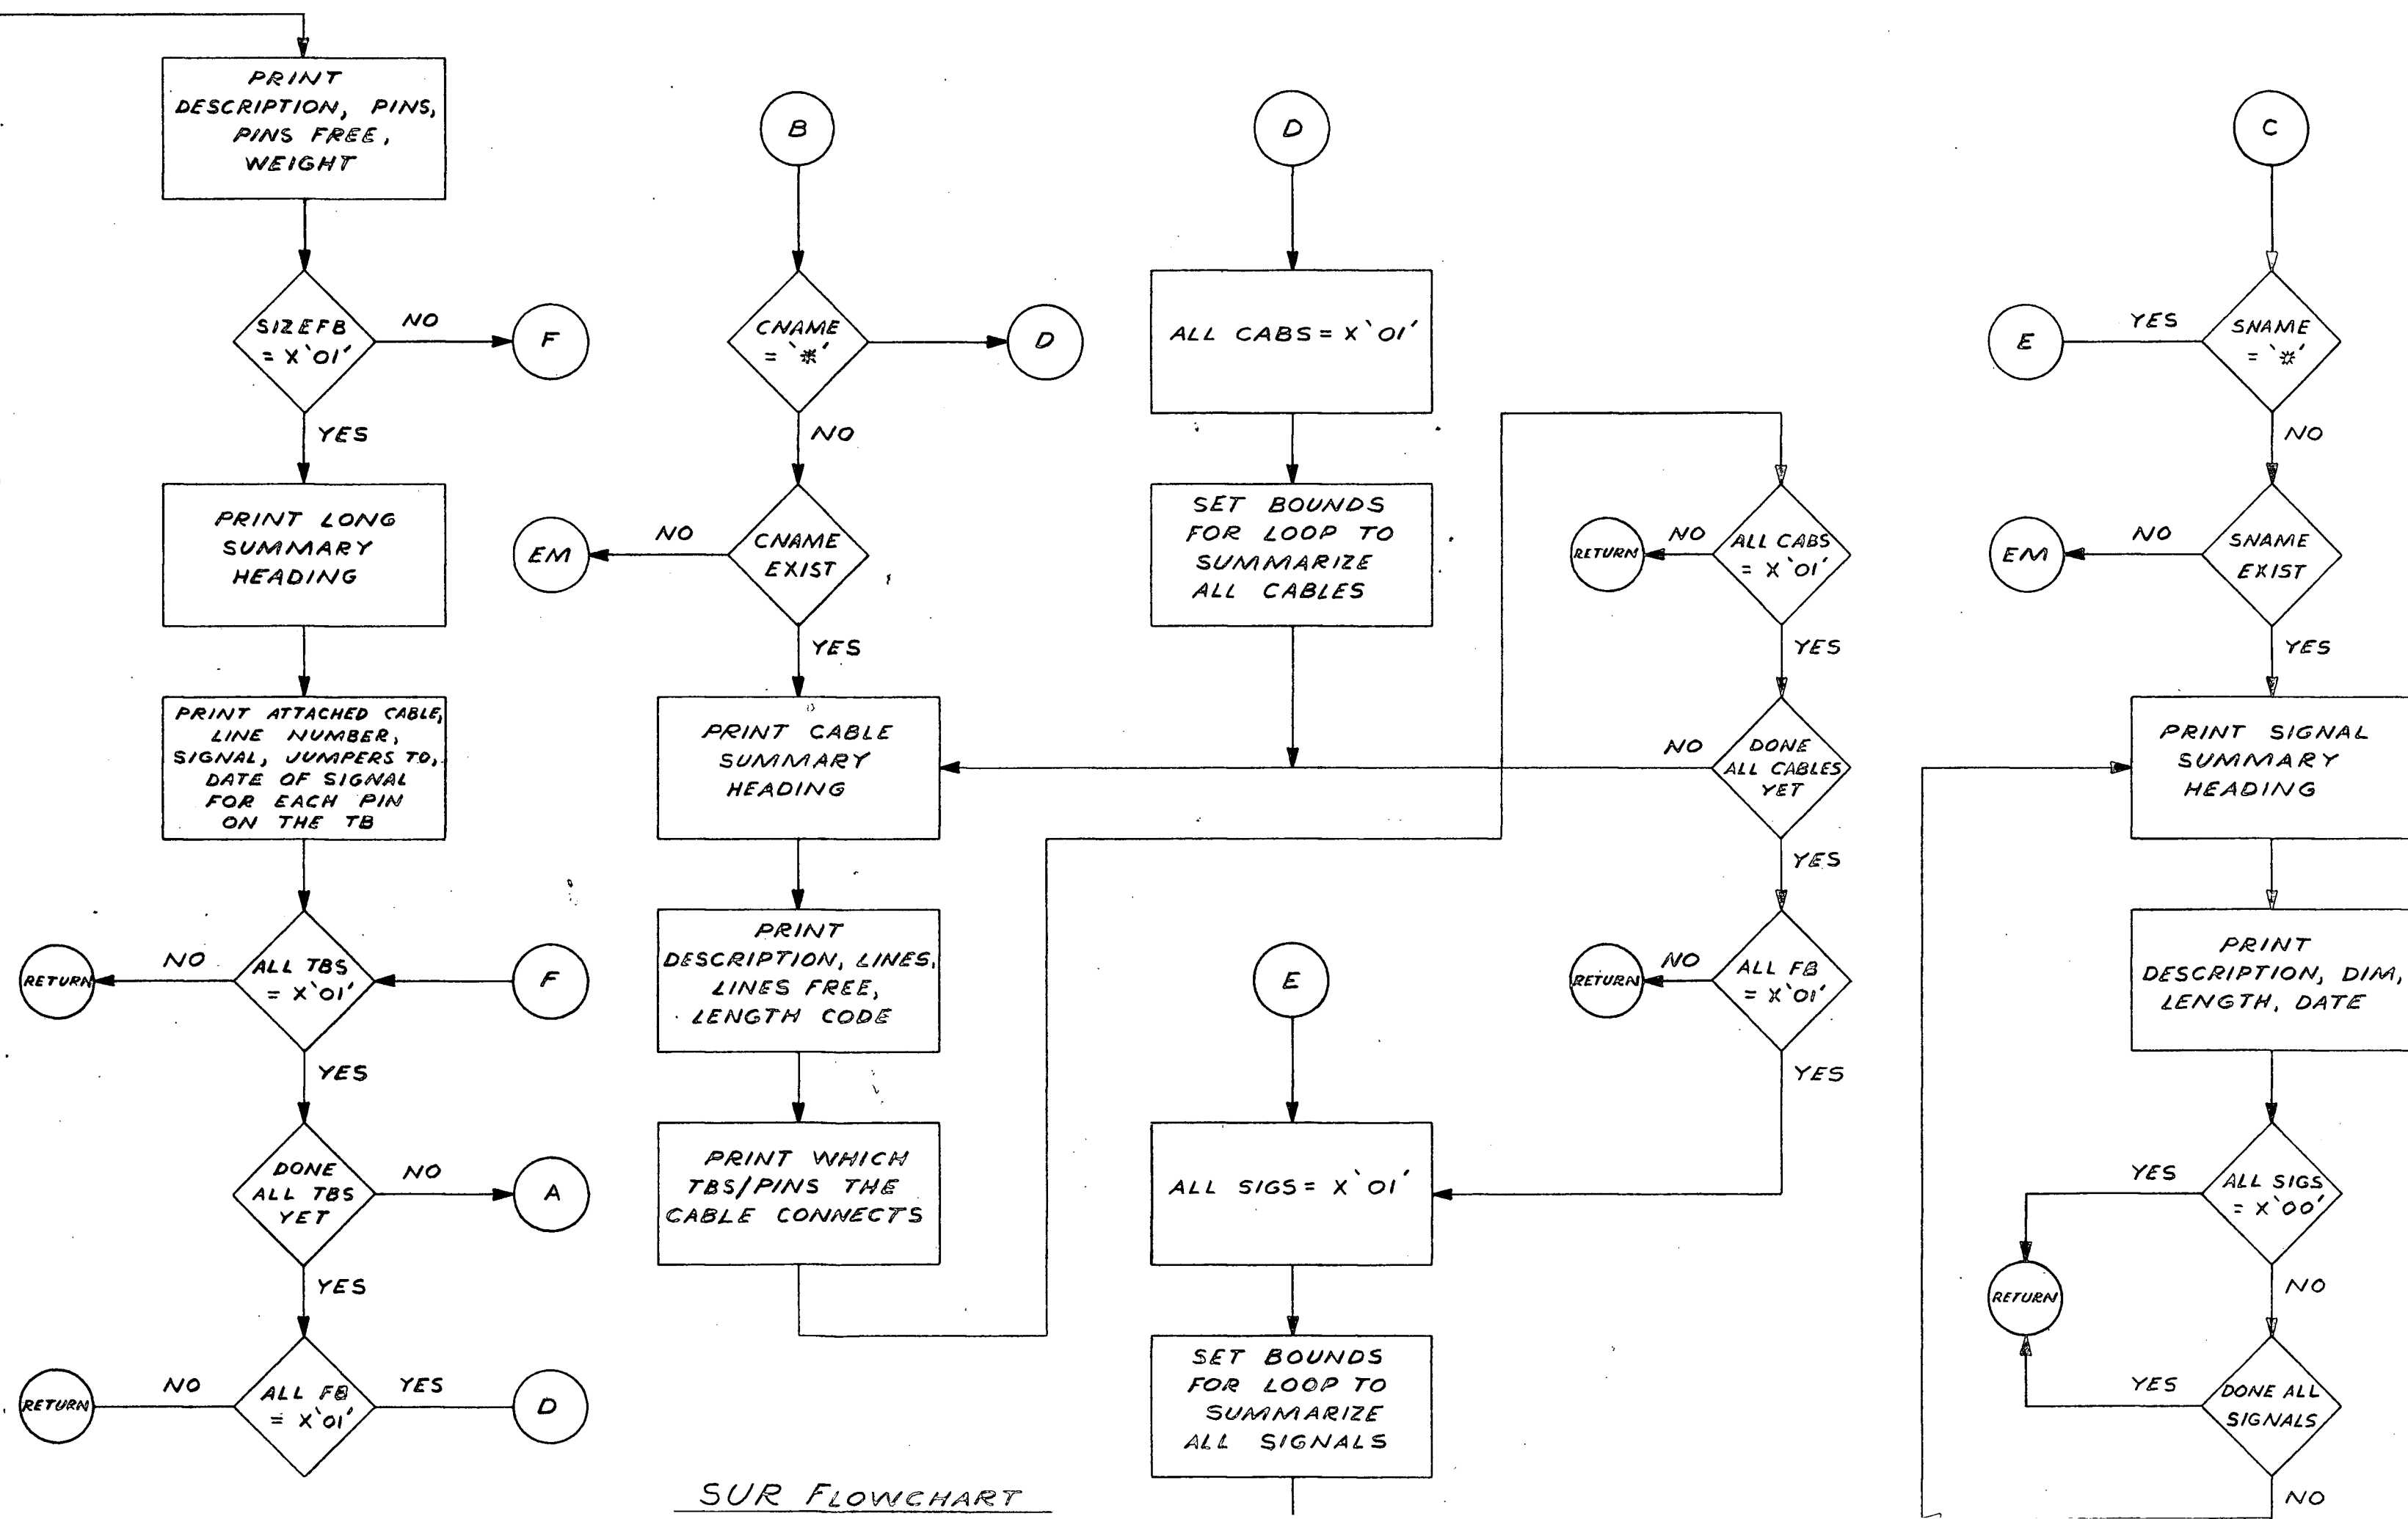 PRINT
DESCRIPTION, PINS,
PINS FREE,
WEIGHT
SIZEFB
= X`01'
NO
F
YES
PRINT LONG
SUMMARY
HEADING
PRINT ATTACHED CABLE,
LINE NUMBER,
SIGNAL, JUMPERS TO,
DATE OF SIGNAL
FOR EACH PIN
ON THE TB
RETURN
NO
ALL TBS
= X`01'
F
YES
DONE
ALL TBS
YET
NO
A
YES
RETURN
NO
ALL FB
= X`01'
YES
D
B
CNAME
= `*'
D
NO
EM
NO
CNAME
EXIST
YES
PRINT CABLE
SUMMARY
HEADING
PRINT
DESCRIPTION, LINES,
LINES FREE,
LENGTH CODE
PRINT WHICH
TBS/PINS THE
CABLE CONNECTS
D
ALL CABS = X`01'
SET BOUNDS
FOR LOOP TO
SUMMARIZE
ALL CABLES
RETURN
NO
ALL CABS
= X`01'
YES
NO
DONE
ALL CABLES
YET
YES
RETURN
NO
ALL FB
= X`01'
YES
E
ALL SIGS = X`01'
SET BOUNDS
FOR LOOP TO
SUMMARIZE
ALL SIGNALS
C
E
YES
SNAME
= `*'
NO
EM
NO
SNAME
EXIST
YES
PRINT SIGNAL
SUMMARY
HEADING
PRINT
DESCRIPTION, DIM,
LENGTH, DATE
YES
ALL SIGS
= X`00'
RETURN
NO
YES
DONE ALL
SIGNALS
NO
SUR FLOWCHART